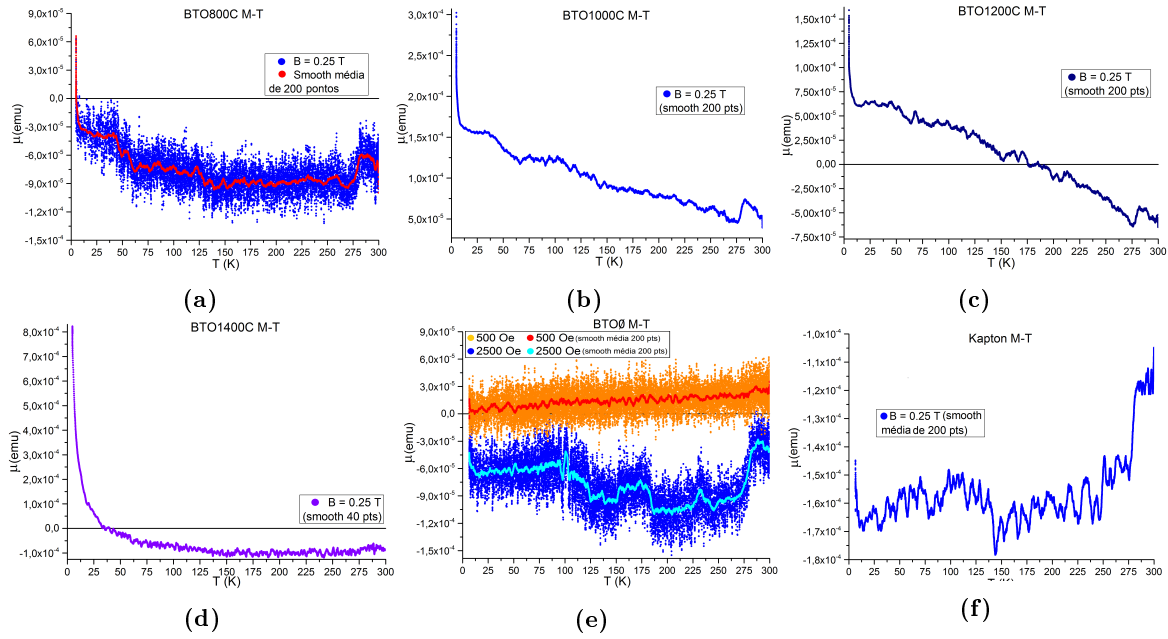 BTO800C M-T
9,0x10⁻⁵
6,0x10⁻⁵
3,0x10⁻⁵
0,0
-3,0x10⁻⁵
-6,0x10⁻⁵
-9,0x10⁻⁵
-1,2x10⁻⁴
-1,5x10⁻⁴
μ(emu)
B = 0.25 T
Smooth média
de 200 pontos
0 25 50 75 100 125 150 175 200 225 250 275 300
T (K)
(a)
BTO1000C M-T
3,0x10⁻⁴
2,5x10⁻⁴
2,0x10⁻⁴
1,5x10⁻⁴
1,0x10⁻⁴
5,0x10⁻⁵
μ(emu)
B = 0.25 T
(smooth 200 pts)
0 25 50 75 100 125 150 175 200 225 250 275 300
T (K)
(b)
BTO1200C M-T
1,50x10⁻⁴
1,25x10⁻⁴
1,00x10⁻⁴
7,50x10⁻⁵
5,00x10⁻⁵
2,50x10⁻⁵
0,00
-2,50x10⁻⁵
-5,00x10⁻⁵
-7,50x10⁻⁵
μ(emu)
B = 0.25 T
(smooth 200 pts)
0 25 50 75 100 125 150 175 200 225 250 275 300
T (K)
(c)
BTO1400C M-T
8,0x10⁻⁴
7,0x10⁻⁴
6,0x10⁻⁴
5,0x10⁻⁴
4,0x10⁻⁴
3,0x10⁻⁴
2,0x10⁻⁴
1,0x10⁻⁴
0,0
-1,0x10⁻⁴
μ(emu)
B = 0.25 T
(smooth 40 pts)
0 25 50 75 100 125 150 175 200 225 250 275 300
T (K)
(d)
BTOØ M-T
500 Oe 500 Oe (smooth média 200 pts)
2500 Oe 2500 Oe (smooth média 200 pts)
9,0x10⁻⁵
6,0x10⁻⁵
3,0x10⁻⁵
0,0
-3,0x10⁻⁵
-6,0x10⁻⁵
-9,0x10⁻⁵
-1,2x10⁻⁴
-1,5x10⁻⁴
μ(emu)
0 25 50 75 100 125 150 175 200 225 250 275 300
T (K)
(e)
Kapton M-T
-1,0x10⁻⁴
-1,2x10⁻⁴
-1,3x10⁻⁴
-1,5x10⁻⁴
-1,6x10⁻⁴
-1,7x10⁻⁴
-1,8x10⁻⁴
μ(emu)
B = 0.25 T (smooth
média de 200 pts)
0 25 50 75 100 125 150 175 200 225 250 275 300
T (K)
(f)